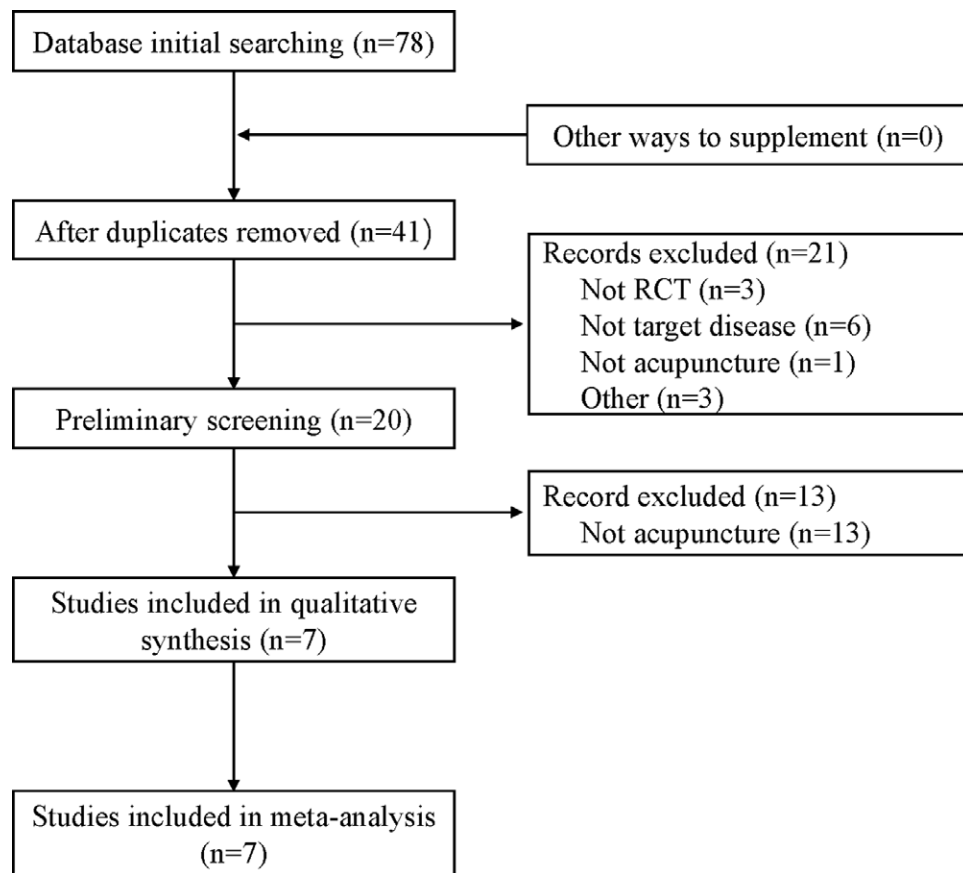 Database initial searching (n=78)
Other ways to supplement (n=0)
After duplicates removed (n=41)
Records excluded (n=21)
Not RCT (n=3)
Not target disease (n=6)
Not acupuncture (n=1)
Other (n=3)
Preliminary screening (n=20)
Record excluded (n=13)
Not acupuncture (n=13)
Studies included in qualitative
synthesis (n=7)
Studies included in meta-analysis
(n=7)